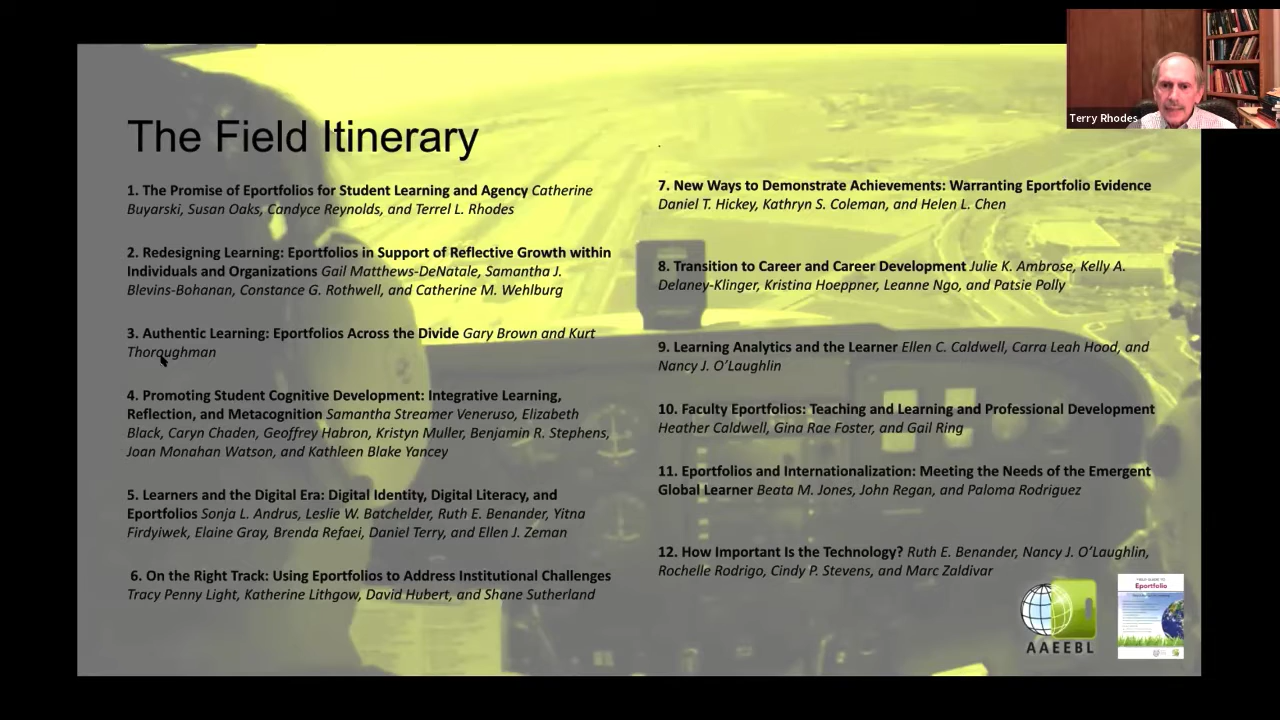 Terry Rhodes
The Field Itinerary
1. The Promise of Eportfolios for Student Learning and Agency Catherine
Buyarski, Susan Oaks, Candyce Reynolds, and Terrel L. Rhodes
2. Redesigning Learning: Eportfolios in Support of Reflective Growth within
Individuals and Organizations Gail Matthews-DeNatale, Samantha J.
Blevins-Bohanan, Constance G. Rothwell, and Catherine M. Wehlburg
3. Authentic Learning: Eportfolios Across the Divide Gary Brown and Kurt
Thoroughman
4. Promoting Student Cognitive Development: Integrative Learning,
Reflection, and Metacognition Samantha Streamer Veneruso, Elizabeth
Black, Caryn Chaden, Geoffrey Habron, Kristyn Muller, Benjamin R. Stephens,
Joan Monahan Watson, and Kathleen Blake Yancey
5. Learners and the Digital Era: Digital Identity, Digital Literacy, and
Eportfolios Sonja L. Andrus, Leslie W. Batchelder, Ruth E. Benander, Yitna
Firdyiwek, Elaine Gray, Brenda Refaei, Daniel Terry, and Ellen J. Zeman
6. On the Right Track: Using Eportfolios to Address Institutional Challenges
Tracy Penny Light, Katherine Lithgow, David Hubert, and Shane Sutherland
7. New Ways to Demonstrate Achievements: Warranting Eportfolio Evidence
Daniel T. Hickey, Kathryn S. Coleman, and Helen L. Chen
8. Transition to Career and Career Development Julie K. Ambrose, Kelly A.
Delaney-Klinger, Kristina Hoeppner, Leanne Ngo, and Patsie Polly
9. Learning Analytics and the Learner Ellen C. Caldwell, Carra Leah Hood, and
Nancy J. O'Laughlin
10. Faculty Eportfolios: Teaching and Learning and Professional Development
Heather Caldwell, Gina Rae Foster, and Gail Ring
11. Eportfolios and Internationalization: Meeting the Needs of the Emergent
Global Learner Beata M. Jones, John Regan, and Paloma Rodriguez
12. How Important Is the Technology? Ruth E. Benander, Nancy J. O'Laughlin,
Rochelle Rodrigo, Cindy P. Stevens, and Marc Zaldivar
AAEEBL
Eportfolio